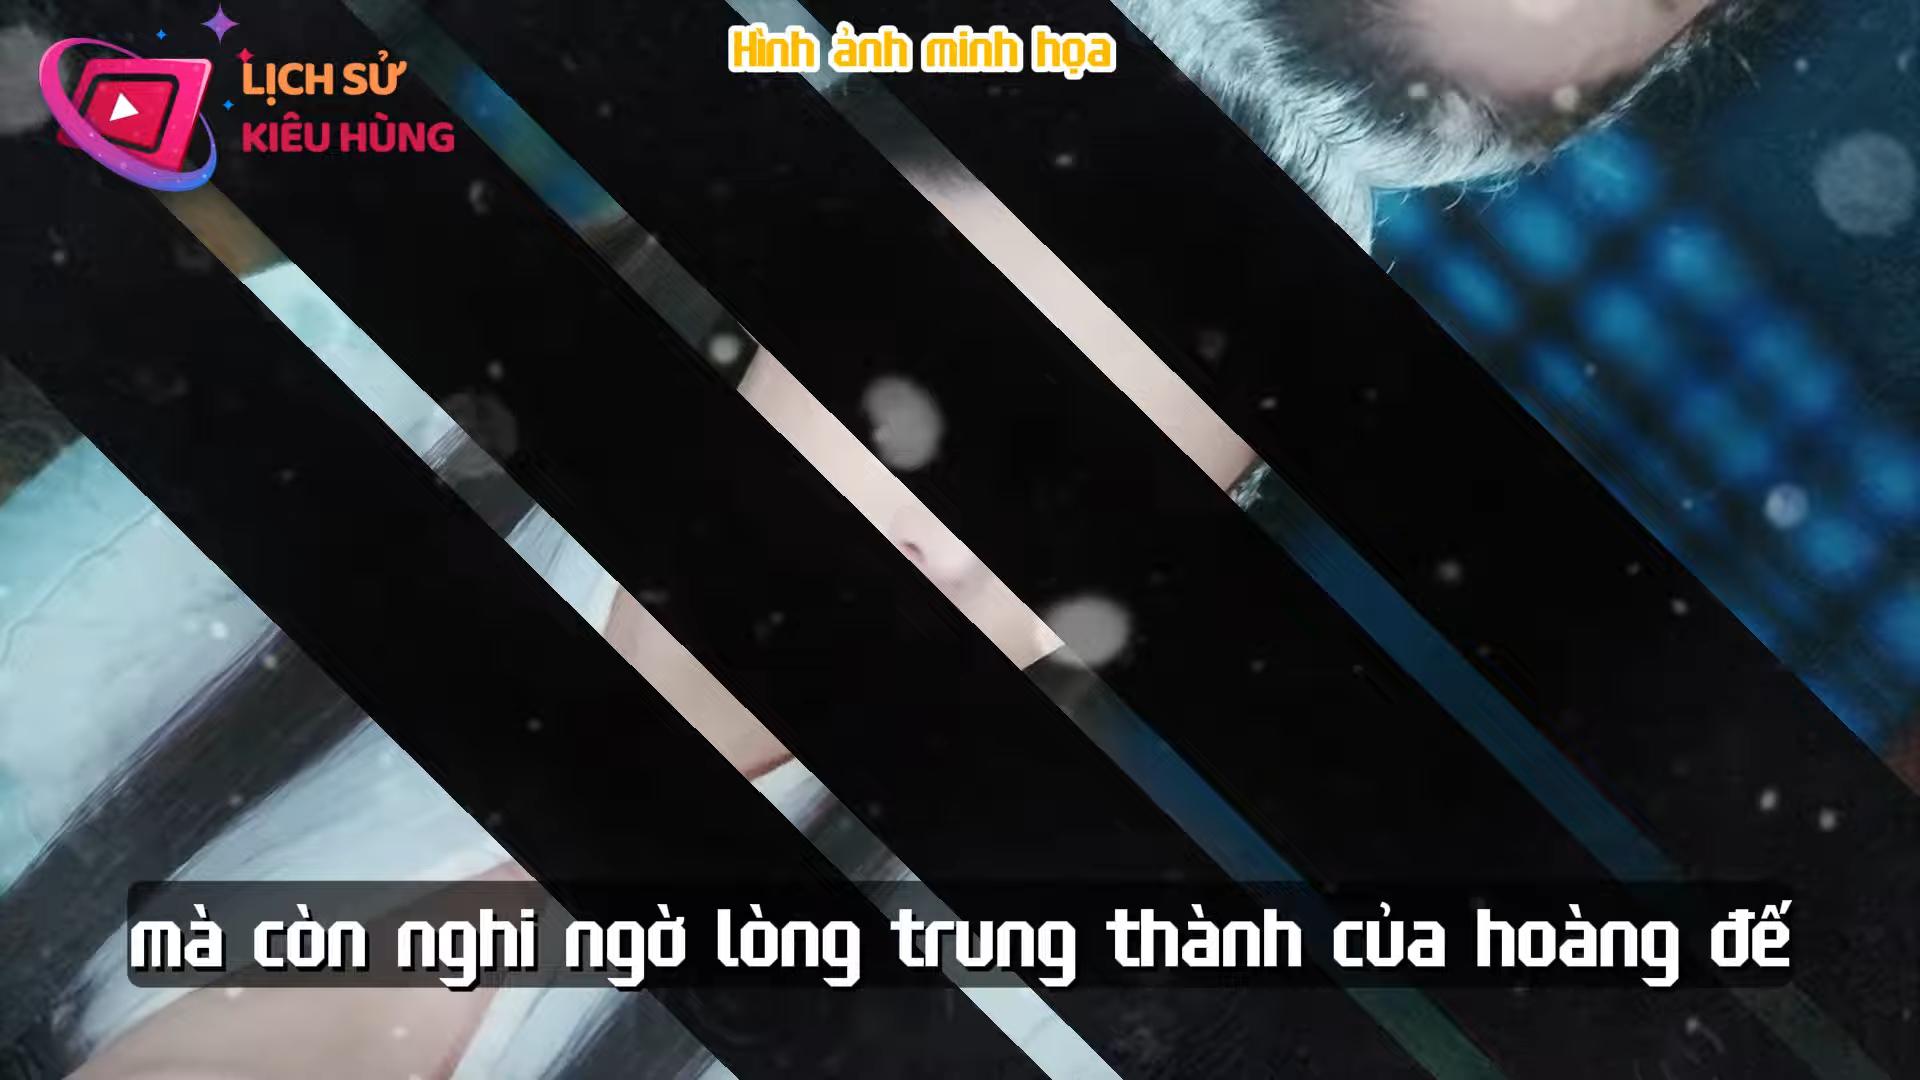 LỊCH SỬ
KIÊU HÙNG
Hình ảnh minh họa
mà còn nghi ngờ lòng trung thành của hoàng đế